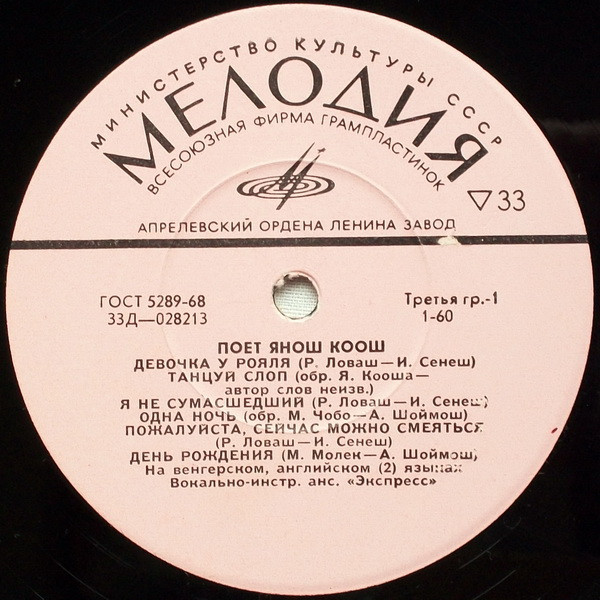 МИНИСТЕРСТВО КУЛЬТУРЫ СССР
МЕЛОДИЯ
ВСЕСОЮЗНАЯ ФИРМА ГРАМПЛАСТИНОК
▽ 33
АПРЕЛЕВСКИЙ ОРДЕНА ЛЕНИНА ЗАВОД
ГОСТ 5289-68
33Д—028213
Третья гр.-1
1-60
ПОЕТ ЯНОШ КООШ
ДЕВОЧКА У РОЯЛЯ (Р. Ловаш—И. Сенеш)
ТАНЦУЙ СЛОП (обр. Я. Кооша—
автор слов неизв.)
Я НЕ СУМАСШЕДШИЙ (Р. Ловаш—И. Сенеш)
ОДНА НОЧЬ (обр. М. Чобо—А. Шоймош)
ПОЖАЛУЙСТА, СЕЙЧАС МОЖНО СМЕЯТЬСЯ
(Р. Ловаш—И. Сенеш)
ДЕНЬ РОЖДЕНИЯ (М. Молек—А. Шоймош)
На венгерском, английском (2) языках
Вокально-инстр. анс. «Экспресс»